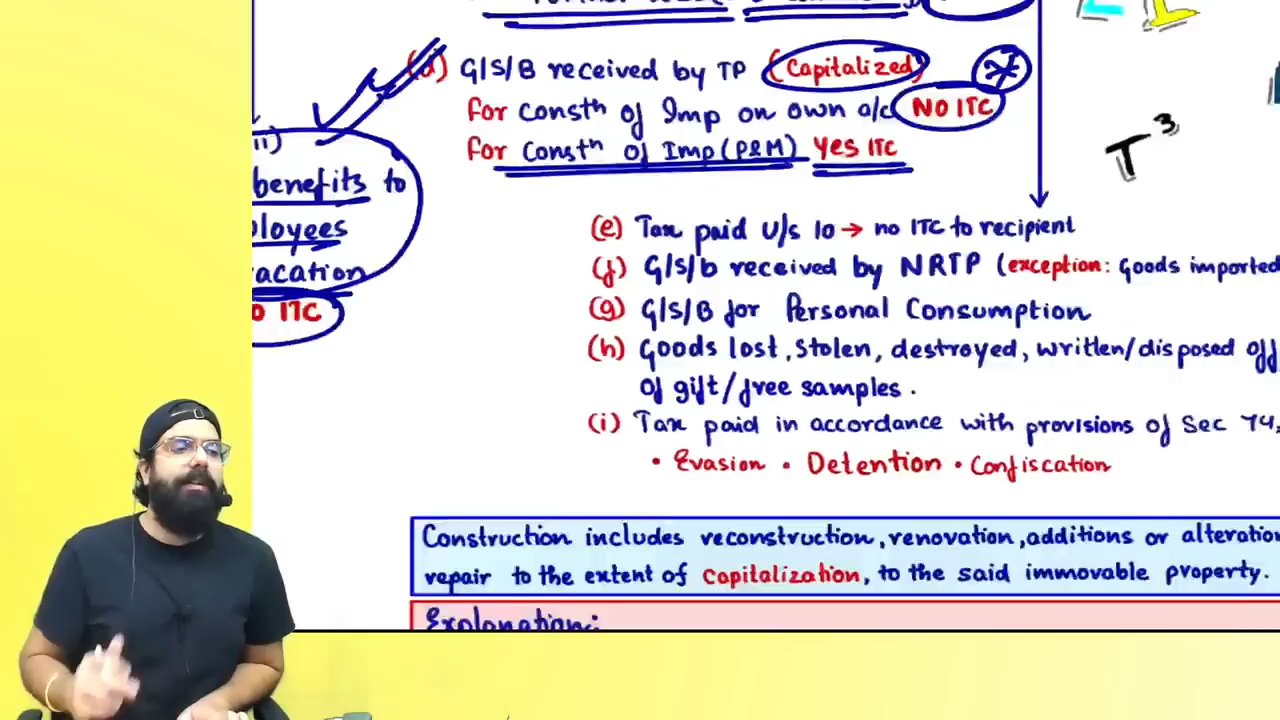 (d) G/S/B received by TP (Capitalized)
for Constⁿ of Imp on own a/c NO ITC
for Constⁿ of Imp (P&M) Yes ITC
ii)
benefits to
ployees
vacation
NO ITC
T³
(e) Tax paid U/s 10 → no ITC to recipient
(f) G/S/b received by NRTP (exception: Goods imported
(g) G/S/B for Personal Consumption
(h) Goods lost, Stolen, destroyed, written/disposed off
of gift/free samples.
(i) Tax paid in accordance with provisions of Sec 74,
• Evasion • Detention • Confiscation
Construction includes reconstruction, renovation, additions or alteration
repair to the extent of capitalization, to the said immovable property.
Explanation: